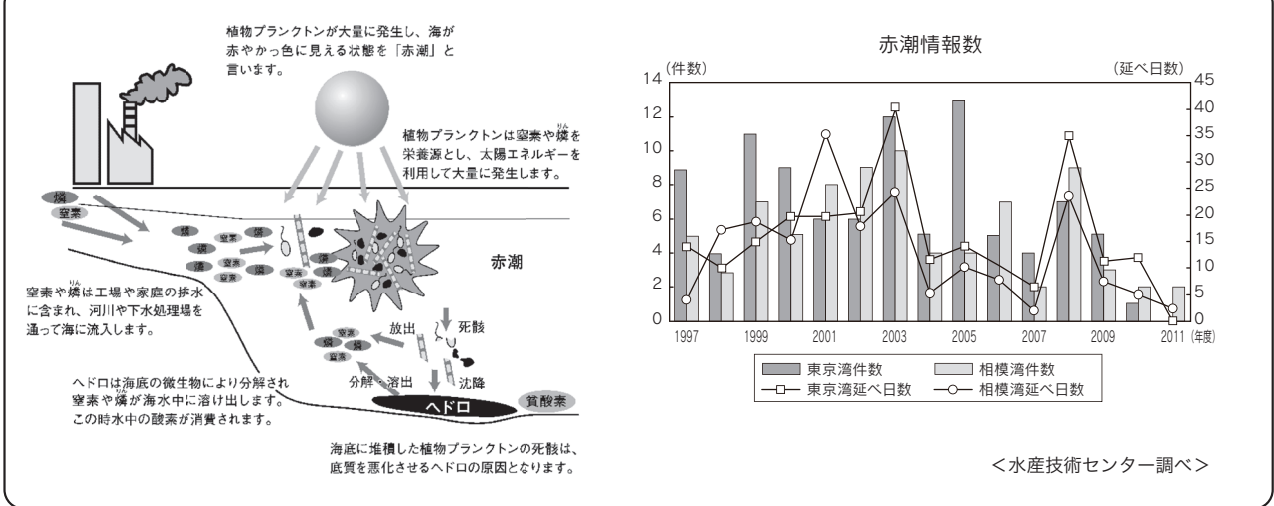 植物プランクトンが大量に発生し、海が
赤やかっ色に見える状態を「赤潮」と
言います。
植物プランクトンは窒素や燐を
りん
栄養源とし、太陽エネルギーを
利用して大量に発生します。
燐
窒素
燐
窒素
燐
燐
窒素
燐
窒素
燐
窒素
燐
燐
窒素
赤潮
窒素や燐は工場や家庭の排水
りん
に含まれ、河川や下水処理場を
通って海に流入します。
放出
死骸
窒素
燐
燐
窒素
分解・溶出
沈降
ヘドロは海底の微生物により分解され
窒素や燐が海水中に溶け出します。
りん
この時水中の酸素が消費されます。
ヘドロ
貧酸素
海底に堆積した植物プランクトンの死骸は、
底質を悪化させるヘドロの原因となります。
赤潮情報数
(件数)
(延べ日数)
14
12
10
8
6
4
2
0
45
40
35
30
25
20
15
10
5
0
1997
1999
2001
2003
2005
2007
2009
2011 (年度)
東京湾件数
相模湾件数
東京湾延べ日数
相模湾延べ日数
＜水産技術センター調べ＞